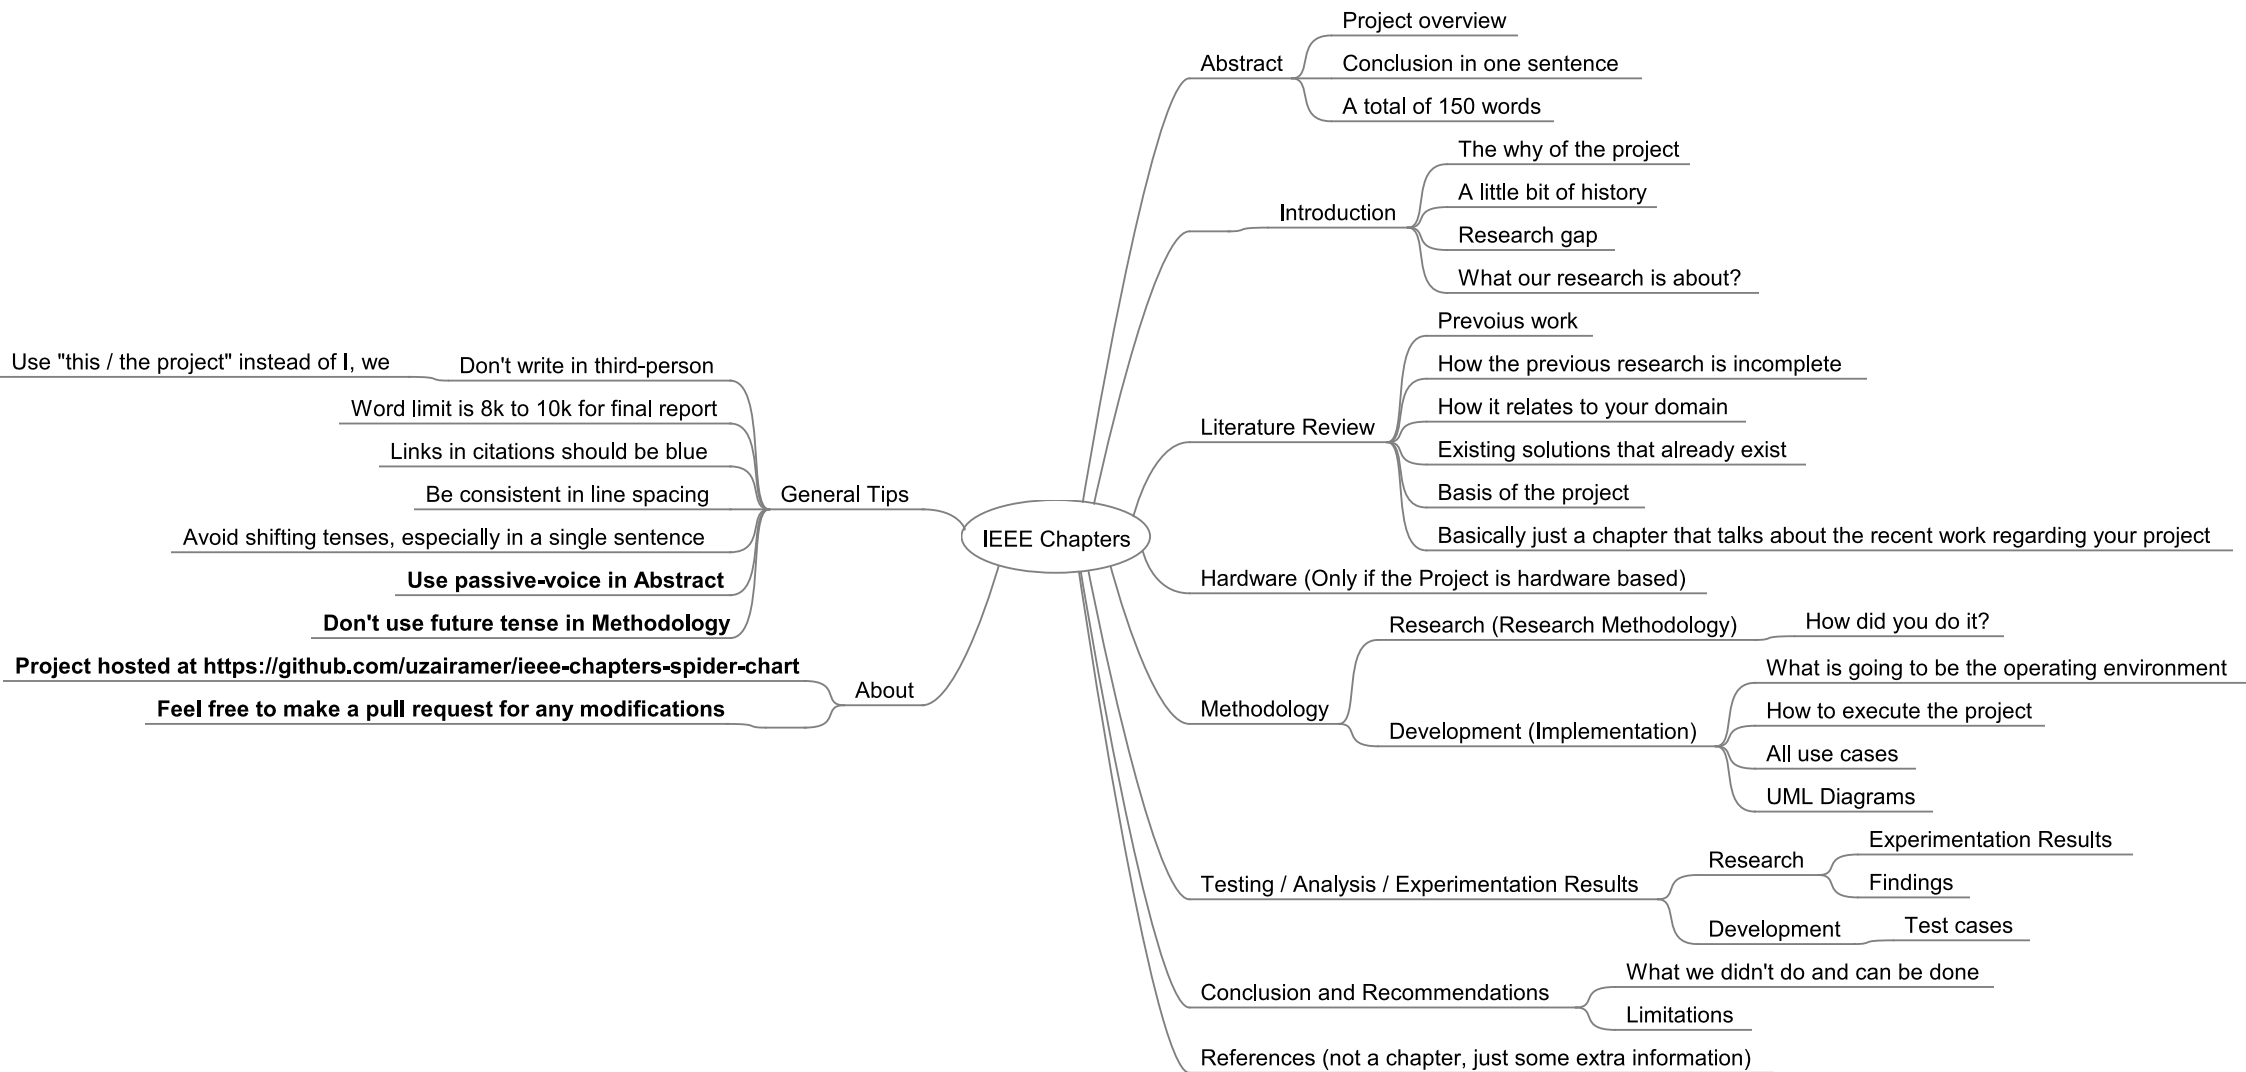 IEEE Chapters
Abstract
Project overview
Conclusion in one sentence
A total of 150 words
Introduction
The why of the project
A little bit of history
Research gap
What our research is about?
Literature Review
Prevoius work
How the previous research is incomplete
How it relates to your domain
Existing solutions that already exist
Basis of the project
Basically just a chapter that talks about the recent work regarding your project
Hardware (Only if the Project is hardware based)
Methodology
Research (Research Methodology)
How did you do it?
Development (Implementation)
What is going to be the operating environment
How to execute the project
All use cases
UML Diagrams
Testing / Analysis / Experimentation Results
Research
Experimentation Results
Findings
Development
Test cases
Conclusion and Recommendations
What we didn't do and can be done
Limitations
References (not a chapter, just some extra information)
General Tips
Don't write in third-person
Use "this / the project" instead of I, we
Word limit is 8k to 10k for final report
Links in citations should be blue
Be consistent in line spacing
Avoid shifting tenses, especially in a single sentence
Use passive-voice in Abstract
Don't use future tense in Methodology
About
Project hosted at https://github.com/uzairamer/ieee-chapters-spider-chart
Feel free to make a pull request for any modifications